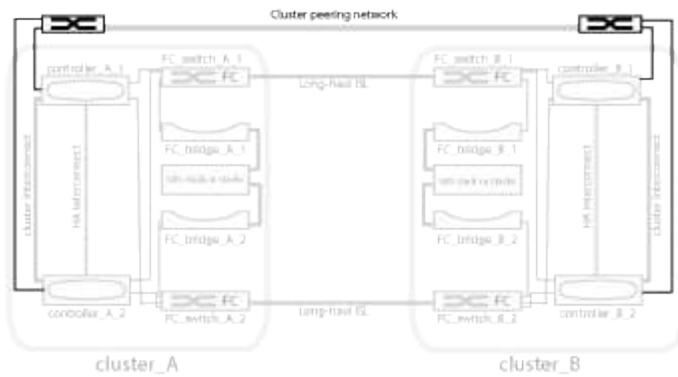 Cluster peering network
controller_A_1
FC_switch_A_1
FC
Long-haul ISL
FC_switch_B_1
FC
controller_B_1
cluster interconnect
HA interconnect
FC_bridge_A_1
FC_bridge_B_1
HA interconnect
cluster interconnect
FC_bridge_A_2
FC_bridge_B_2
controller_A_2
FC
FC_switch_A_2
Long-haul ISL
FC
FC_switch_B_2
controller_B_2
cluster_A
cluster_B